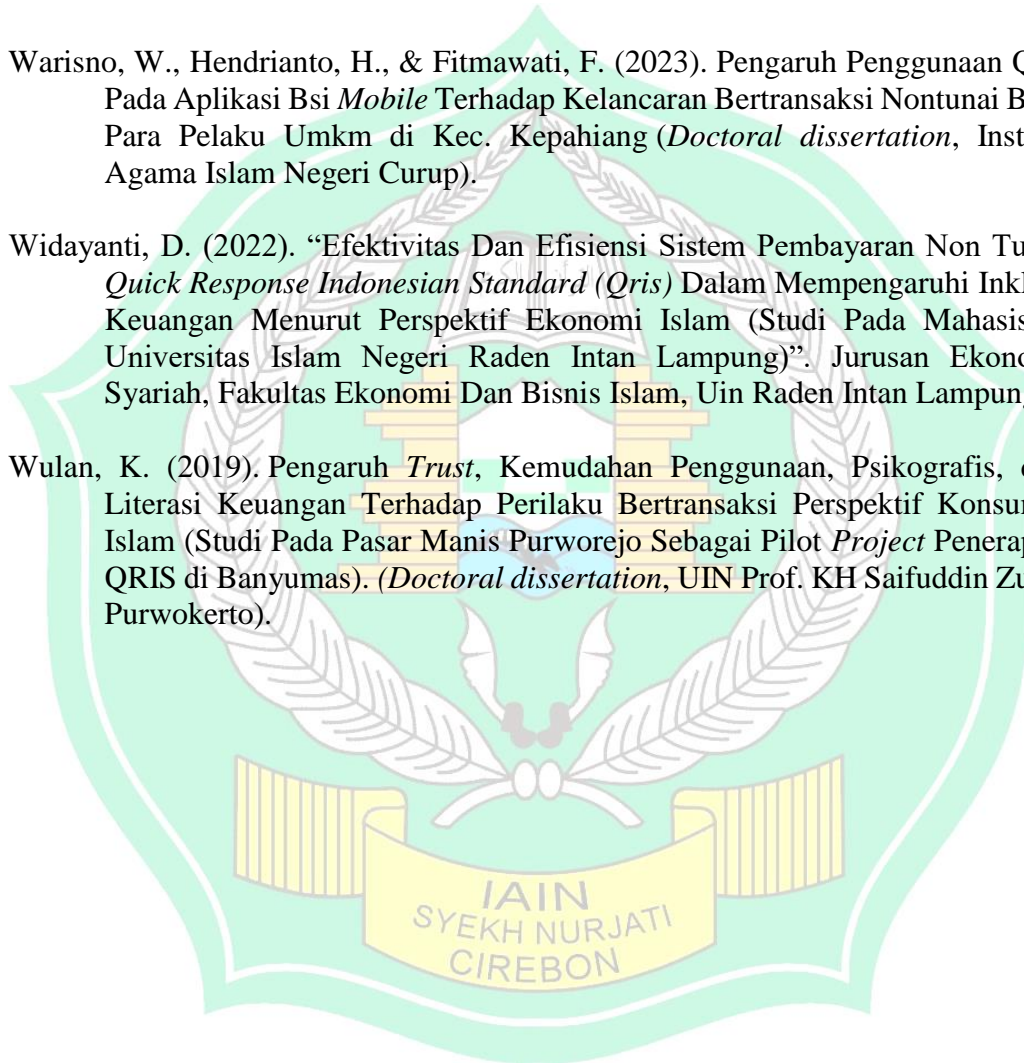 Warisno, W., Hendrianto, H., & Fitmawati, F. (2023). Pengaruh Penggunaan Q
Pada Aplikasi Bsi Mobile Terhadap Kelancaran Bertransaksi Nontunai B
Para Pelaku Umkm di Kec. Kepahiang (Doctoral dissertation, Inst
Agama Islam Negeri Curup).
Widayanti, D. (2022). “Efektivitas Dan Efisiensi Sistem Pembayaran Non Tu
Quick Response Indonesian Standard (Qris) Dalam Mempengaruhi Inkl
Keuangan Menurut Perspektif Ekonomi Islam (Studi Pada Mahasis
Universitas Islam Negeri Raden Intan Lampung)”. Jurusan Ekono
Syariah, Fakultas Ekonomi Dan Bisnis Islam, Uin Raden Intan Lampun
Wulan, K. (2019). Pengaruh Trust, Kemudahan Penggunaan, Psikografis,
Literasi Keuangan Terhadap Perilaku Bertransaksi Perspektif Konsu
Islam (Studi Pada Pasar Manis Purworejo Sebagai Pilot Project Penerap
QRIS di Banyumas). (Doctoral dissertation, UIN Prof. KH Saifuddin Zu
Purwokerto).
IAIN
SYEKH NURJATI
CIREBON